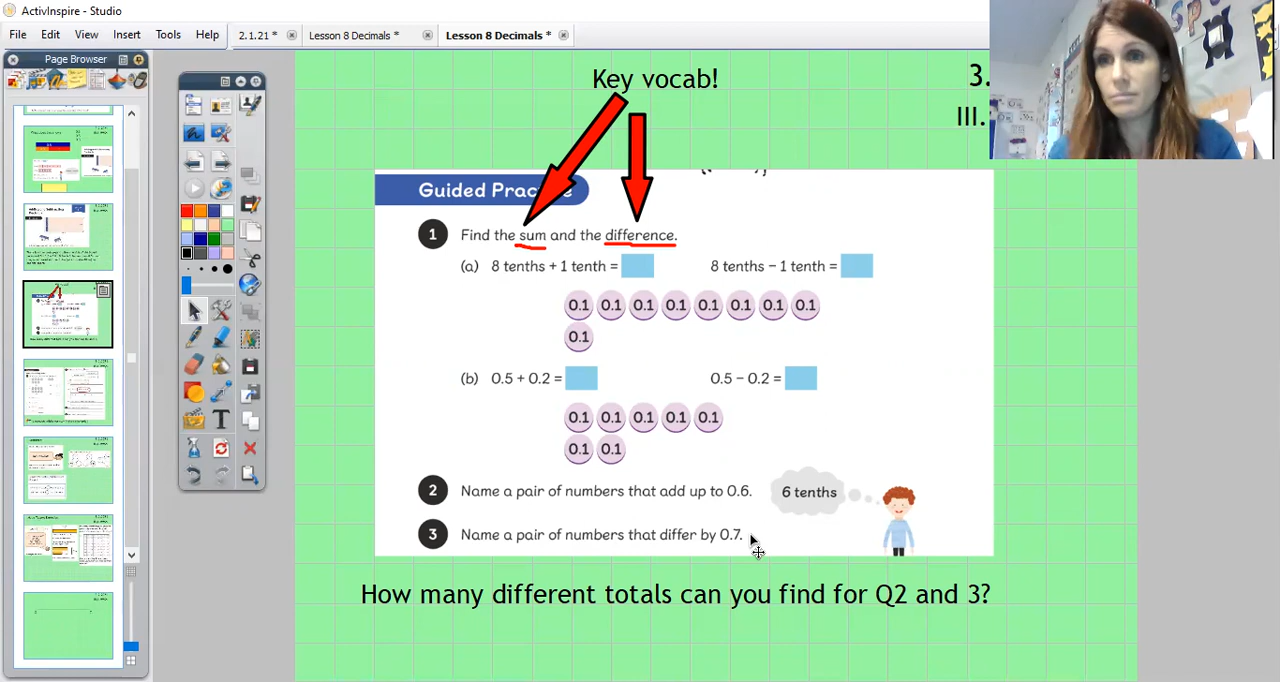 ActivInspire - Studio
File Edit View Insert Tools Help
2.1.21 * Lesson 8 Decimals * Lesson 8 Decimals *
Page Browser
Key vocab!
3.
III.
Guided Prac
1 Find the sum and the difference.
(a) 8 tenths + 1 tenth = 8 tenths − 1 tenth =
0.1 0.1 0.1 0.1 0.1 0.1 0.1 0.1
0.1
(b) 0.5 + 0.2 = 0.5 − 0.2 =
0.1 0.1 0.1 0.1 0.1
0.1 0.1
2 Name a pair of numbers that add up to 0.6. 6 tenths
3 Name a pair of numbers that differ by 0.7.
How many different totals can you find for Q2 and 3?